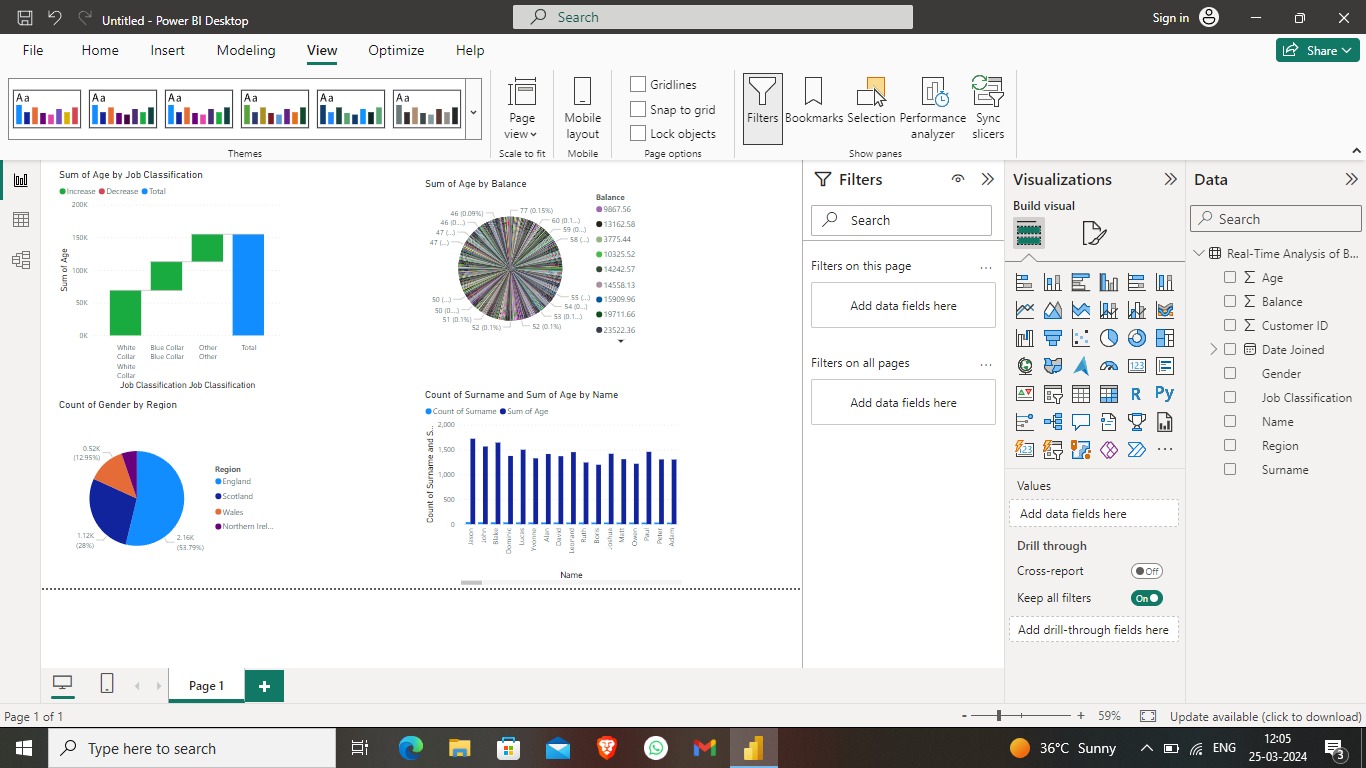 Untitled - Power BI Desktop
Search
Sign in
File
Home
Insert
Modeling
View
Optimize
Help
Share
Aa
Aa
Aa
Aa
Aa
Aa
Themes
Page
view
Scale to fit
Mobile
layout
Mobile
Gridlines
Snap to grid
Lock objects
Page options
Filters
Bookmarks
Selection
Performance
analyzer
Sync
slicers
Show panes
Sum of Age by Job Classification
Increase
Decrease
Total
Sum of Age
200K
150K
100K
50K
0K
White
Collar
White
Collar
Blue Collar
Blue Collar
Other
Other
Total
Job Classification Job Classification
Sum of Age by Balance
46 (0.09%)
46 (0...)
47 (...)
47 (...)
50 (...)
50 (0...)
51 (0.1%)
52 (0.1%)
77 (0.15%)
60 (0.1...)
59 (0...)
58 (...)
55 (...)
54 (0...)
53 (0.1...)
52 (0.1%)
Balance
9867.56
13162.58
3775.44
10325.52
14242.57
14558.13
15909.96
19711.66
23522.36
Count of Gender by Region
0.52K
(12.95%)
1.12K
(28%)
2.16K
(53.79%)
Region
England
Scotland
Wales
Northern Irel...
Count of Surname and Sum of Age by Name
Count of Surname
Sum of Age
Count of Surname and S...
2,000
1,500
1,000
500
0
Jason
John
Blake
Dominic
Lucas
Yvonne
Alan
David
Leonard
Ruth
Boris
Joshua
Matt
Owen
Paul
Peter
Adam
Name
Filters
Search
Filters on this page
...
Add data fields here
Filters on all pages
...
Add data fields here
Visualizations
Build visual
123
R
Py
123
...
Values
Add data fields here
Drill through
Cross-report
Off
Keep all filters
On
Add drill-through fields here
Data
Search
Real-Time Analysis of B...
Age
Balance
Customer ID
Date Joined
Gender
Job Classification
Name
Region
Surname
Page 1
Page 1 of 1
59%
Update available (click to download)
Type here to search
36°C Sunny
ENG
12:05
25-03-2024
3